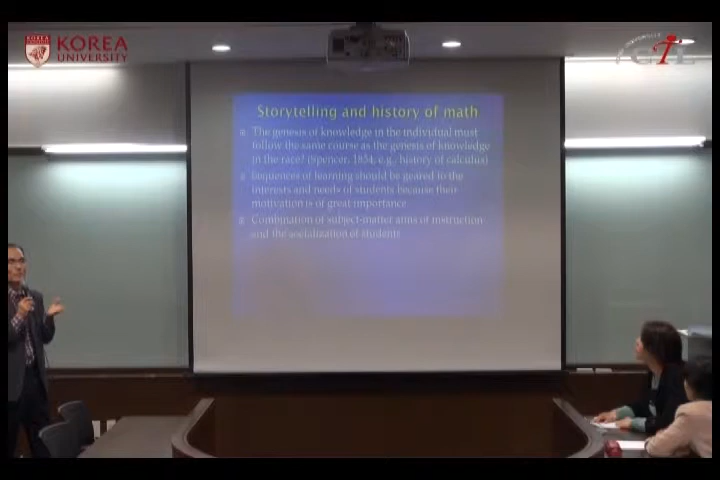 KOREA
UNIVERSITY
Storytelling and history of math
The genesis of knowledge in the individual must
follow the same course as the genesis of knowledge
in the race? (Spencer, 1854, e.g., history of calculus)
Sequences of learning should be geared to the
interests and needs of students because their
motivation is of great importance
Combination of subject-matter aims of instruction
and the socialization of students